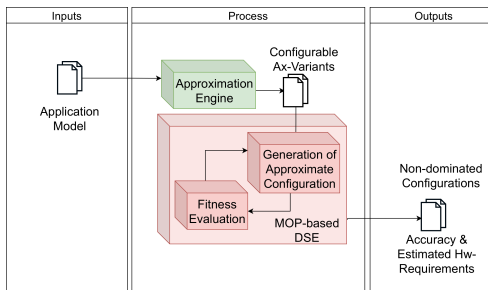 Inputs
Process
Outputs
Application
Model
Approximation
Engine
Configurable
Ax-Variants
Generation of
Approximate
Configuration
Fitness
Evaluation
MOP-based
DSE
Non-dominated
Configurations
Accuracy &
Estimated Hw-
Requirements